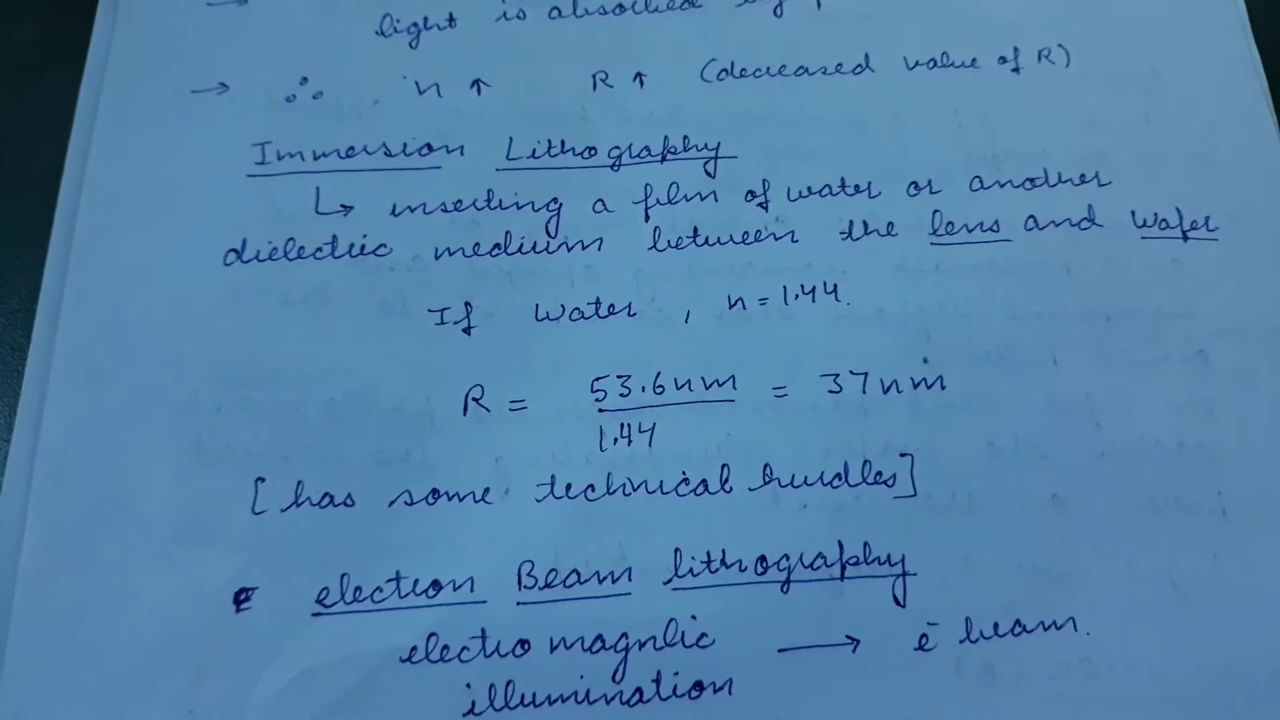 light is absorbed by
→ ∴ n ↑ R ↑ (decreased value of R)
Immersion Lithography
↳ inserting a film of water or another
dielectric medium between the lens and wafer
If water, n = 1.44.
R = 53.6nm / 1.44 = 37nm
[has some technical hurdles]
electron Beam lithography
electromagnetic → ē beam.
illumination